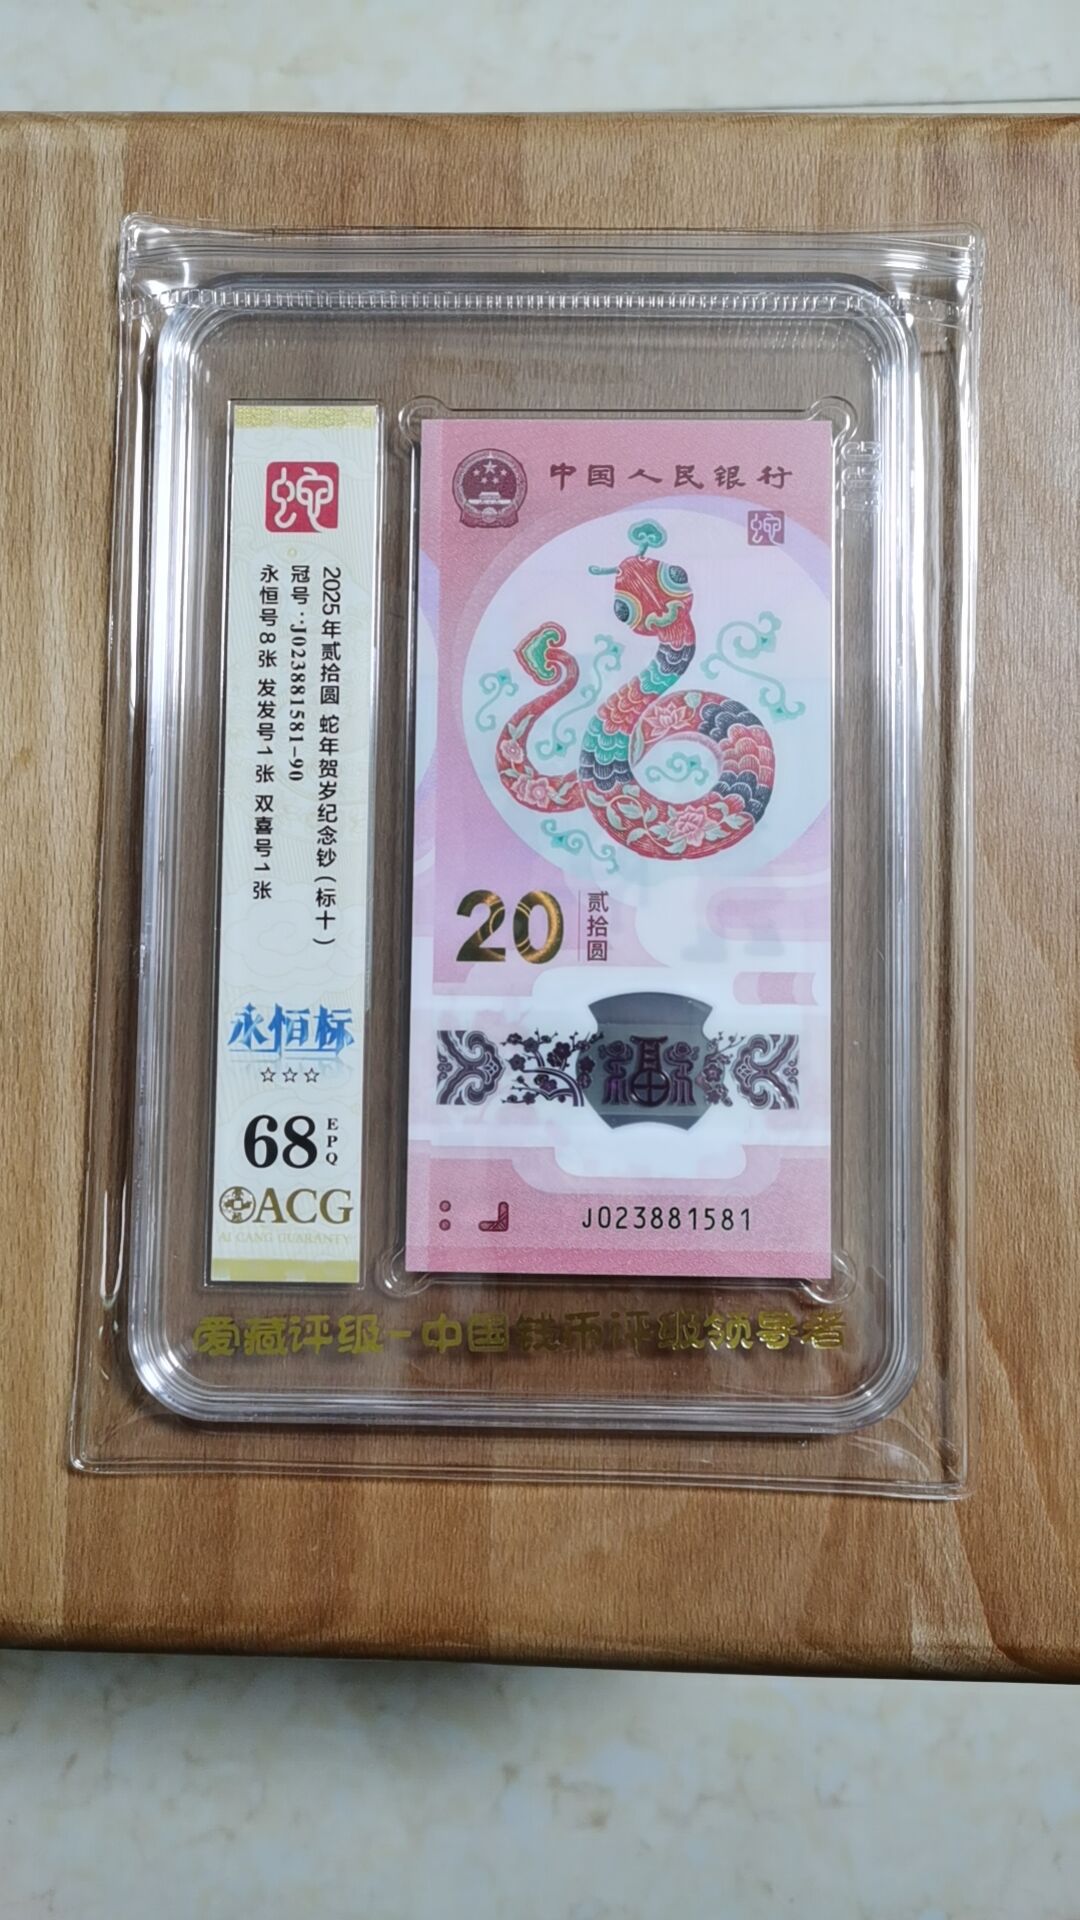 蛇
2025年贰拾圆 蛇年贺岁纪念钞(标十)
冠号:J023881581-90
永恒号8张 发发号1张 双喜号1张
永恒标
☆☆☆
68 EPQ
ACG
AI CANG GUARANTY
中国人民银行
蛇
20 贰拾圆
福
J023881581
爱藏评级-中国钱币评级领导者